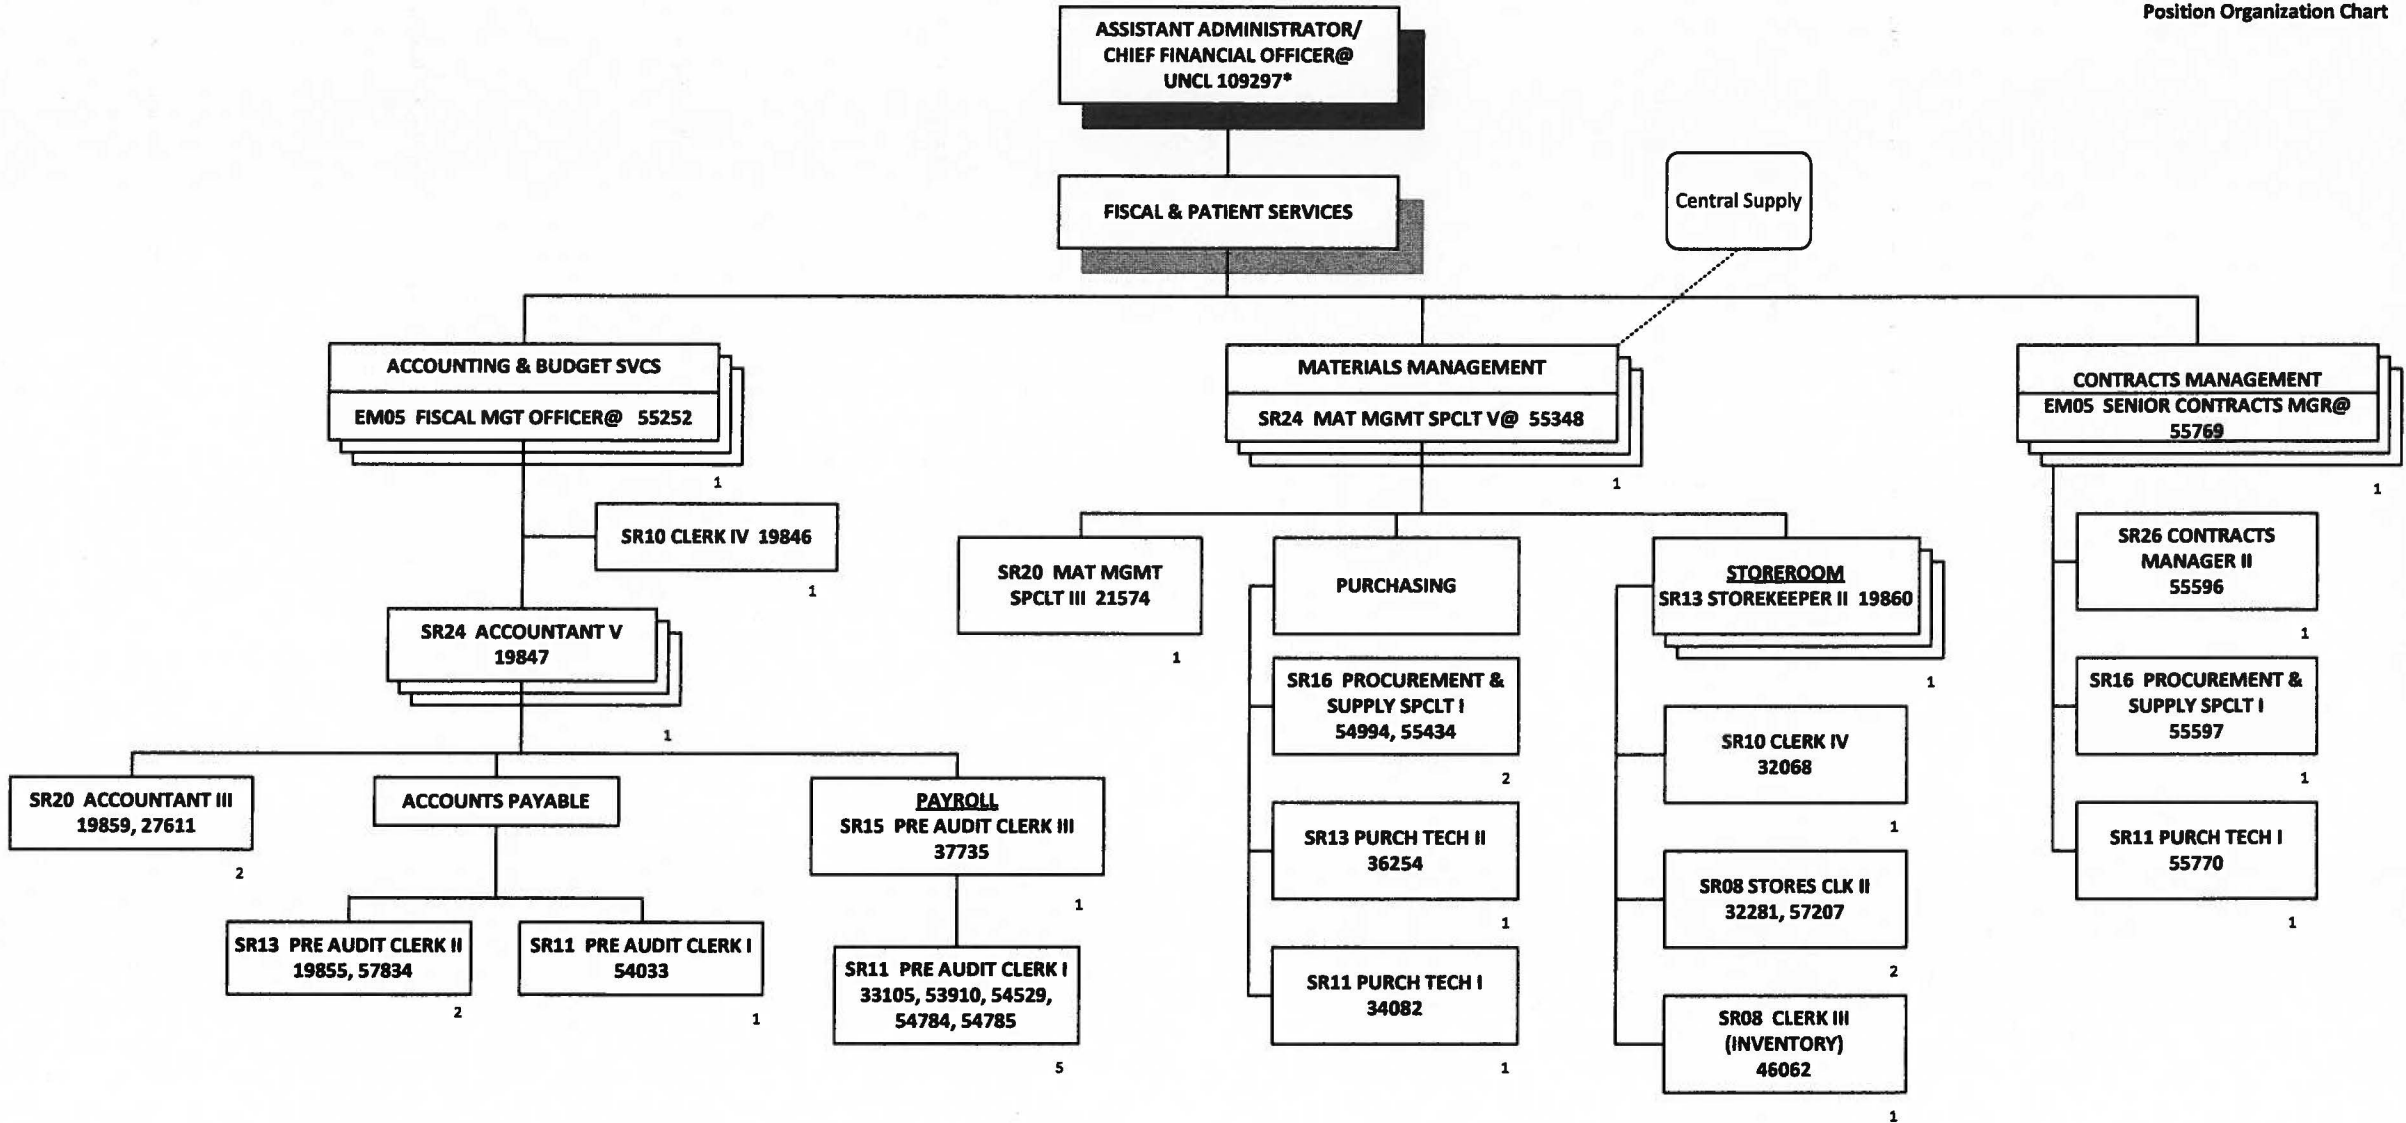 Position Organization Chart
ASSISTANT ADMINISTRATOR/
CHIEF FINANCIAL OFFICER@
UNCL 109297*
FISCAL & PATIENT SERVICES
Central Supply
ACCOUNTING & BUDGET SVCS
EM05 FISCAL MGT OFFICER@ 55252
1
SR10 CLERK IV 19846
1
SR24 ACCOUNTANT V
19847
1
SR20 ACCOUNTANT III
19859, 27611
2
ACCOUNTS PAYABLE
SR13 PRE AUDIT CLERK II
19855, 57834
2
SR11 PRE AUDIT CLERK I
54033
1
PAYROLL
SR15 PRE AUDIT CLERK III
37735
1
SR11 PRE AUDIT CLERK I
33105, 53910, 54529,
54784, 54785
5
MATERIALS MANAGEMENT
SR24 MAT MGMT SPCLT V@ 55348
1
SR20 MAT MGMT
SPCLT III 21574
1
PURCHASING
SR16 PROCUREMENT &
SUPPLY SPCLT I
54994, 55434
2
SR13 PURCH TECH II
36254
1
SR11 PURCH TECH I
34082
1
STOREROOM
SR13 STOREKEEPER II 19860
1
SR10 CLERK IV
32068
1
SR08 STORES CLK II
32281, 57207
2
SR08 CLERK III
(INVENTORY)
46062
1
CONTRACTS MANAGEMENT
EM05 SENIOR CONTRACTS MGR@
55769
1
SR26 CONTRACTS
MANAGER II
55596
1
SR16 PROCUREMENT &
SUPPLY SPCLT I
55597
1
SR11 PURCH TECH I
55770
1